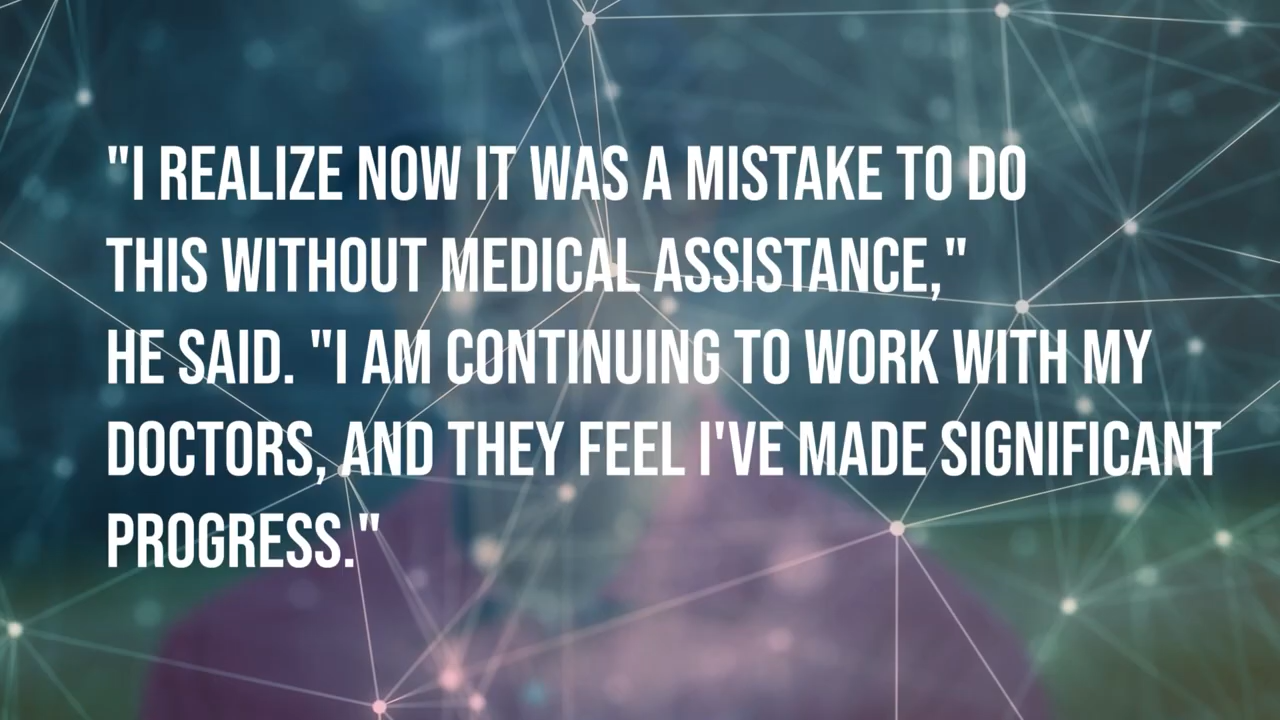 "I REALIZE NOW IT WAS A MISTAKE TO DO
THIS WITHOUT MEDICAL ASSISTANCE,"
HE SAID. "I AM CONTINUING TO WORK WITH MY
DOCTORS, AND THEY FEEL I'VE MADE SIGNIFICANT
PROGRESS."